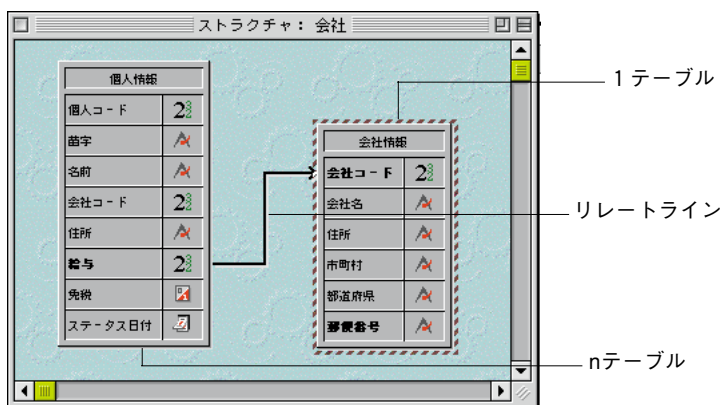 ストラクチャ： 会社
個人情報
個人コード
苗字
名前
会社コード
住所
給与
免税
ステータス日付
会社情報
会社コード
会社名
住所
市町村
都道府県
郵便番号
1 テーブル
リレートライン
nテーブル